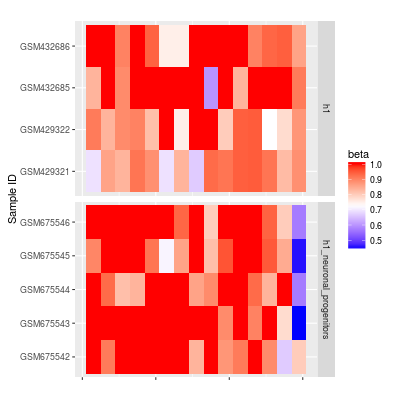 GSM432686
GSM432685
GSM429322
GSM429321
h1
GSM675546
GSM675545
GSM675544
GSM675543
GSM675542
h1_neuronal_progenitors
Sample ID
beta
1.0
0.9
0.8
0.7
0.6
0.5